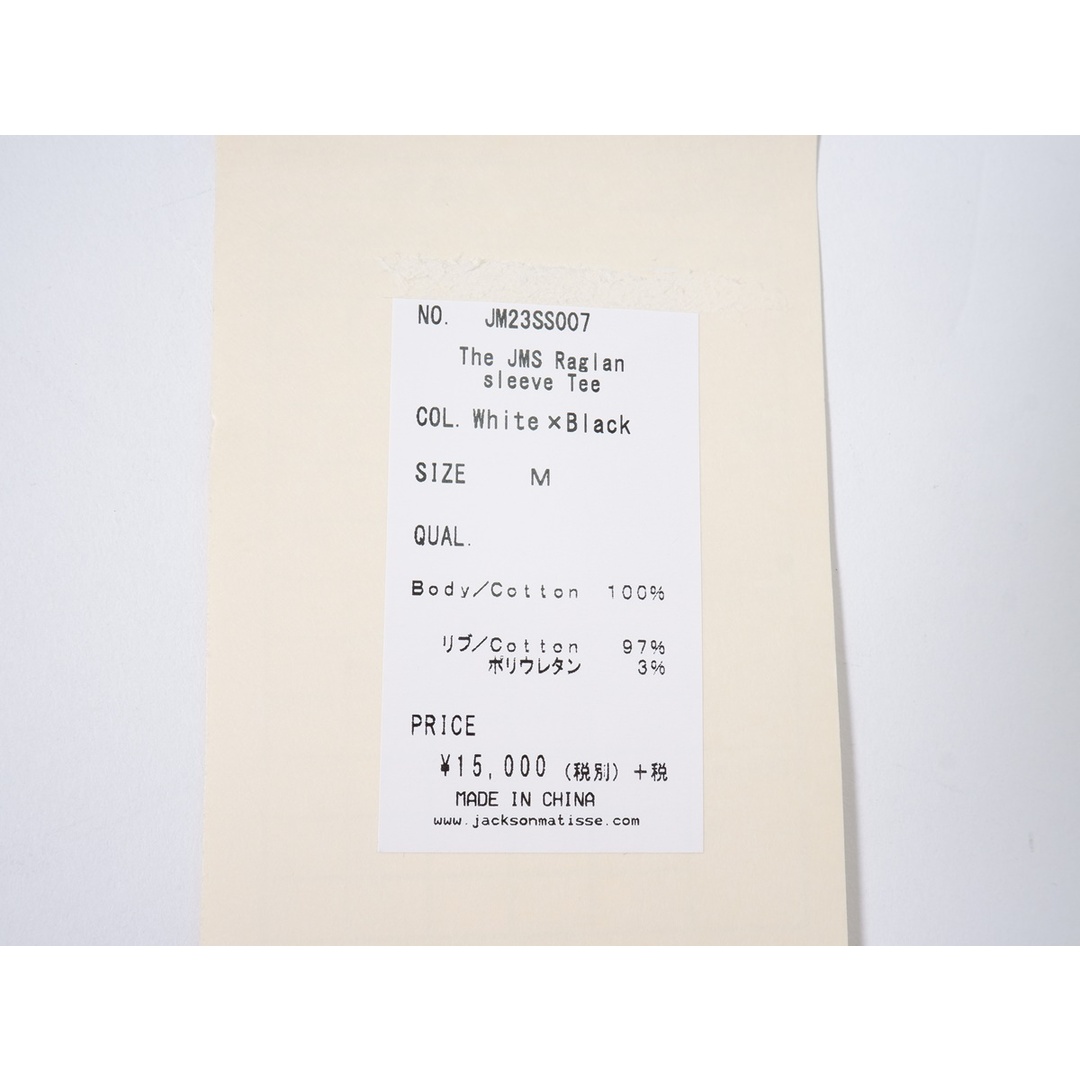 NO. JM23SS007
The JMS Raglan
sleeve Tee
COL. White×Black
SIZE M
QUAL.
Body/Cotton 100%
リブ/Cotton 97%
ポリウレタン 3%
PRICE
¥15,000 (税別) +税
MADE IN CHINA
www.jacksonmatisse.com